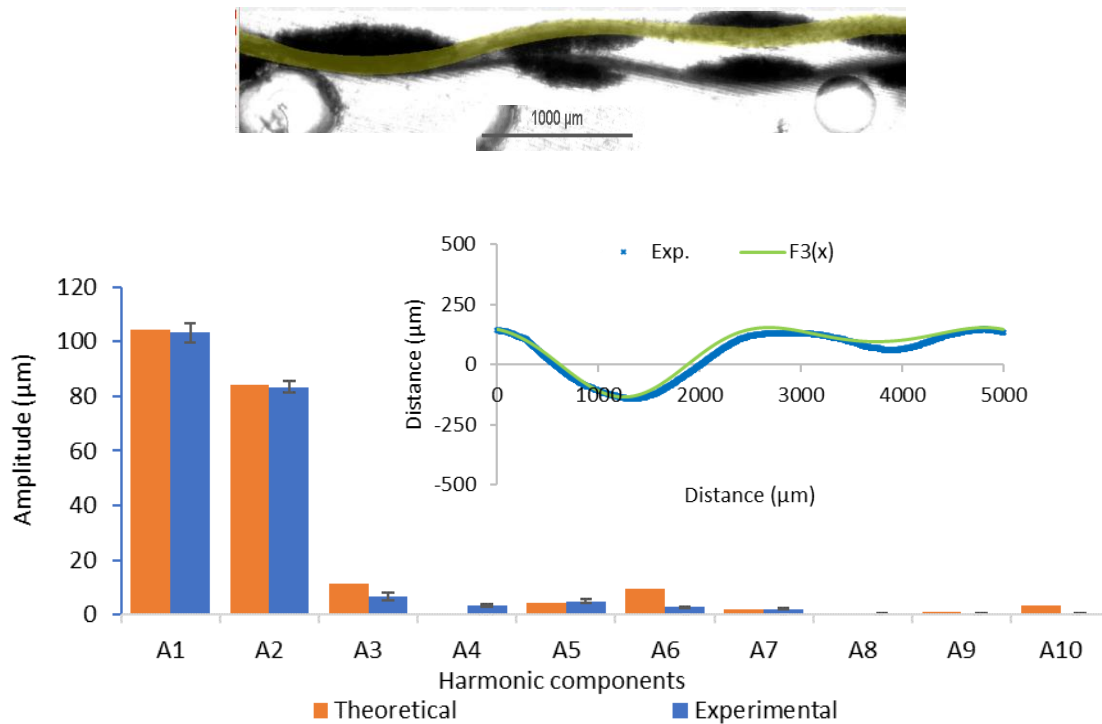 1000 µm
500
250
0
-250
-500
Distance (µm)
Exp.
F3(x)
0 1000 2000 3000 4000 5000
Distance (µm)
120
100
80
60
40
20
0
Amplitude (µm)
A1 A2 A3 A4 A5 A6 A7 A8 A9 A10
Harmonic components
Theoretical
Experimental